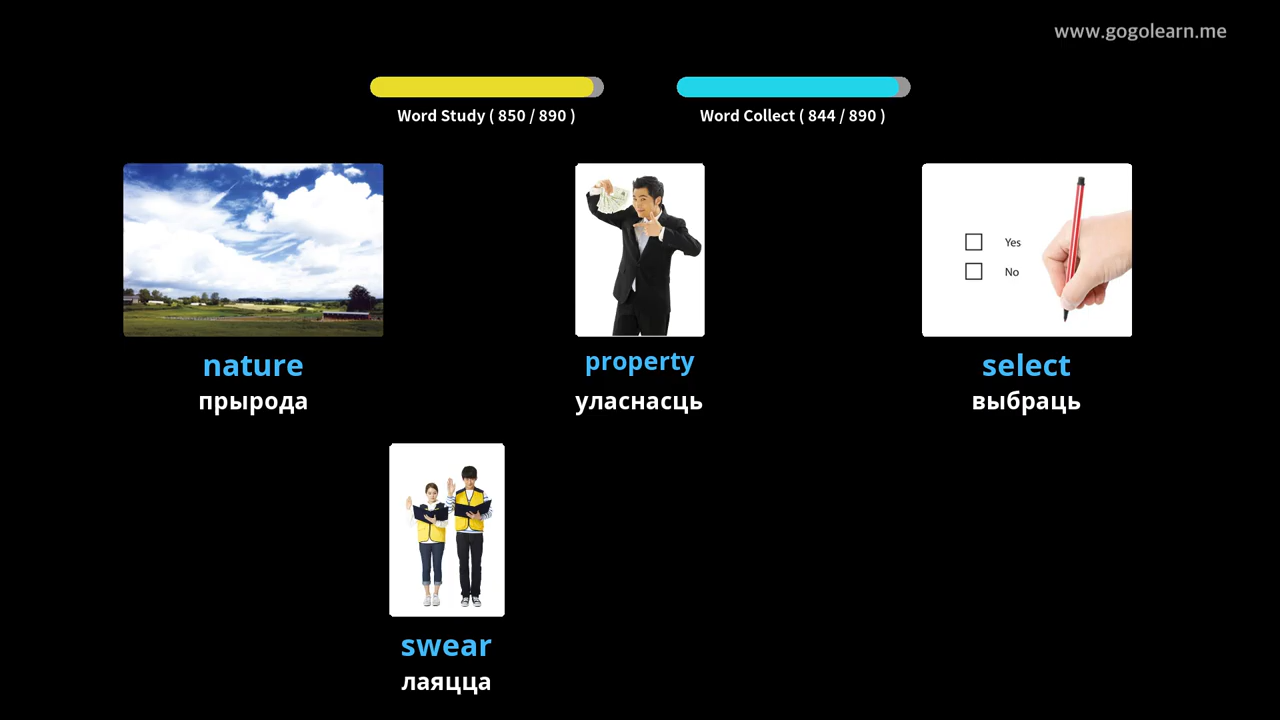 www.gogolearn.me
Word Study ( 850 / 890 )
Word Collect ( 844 / 890 )
Yes
No
nature
property
select
прырода
уласнасць
выбраць
swear
лаяцца